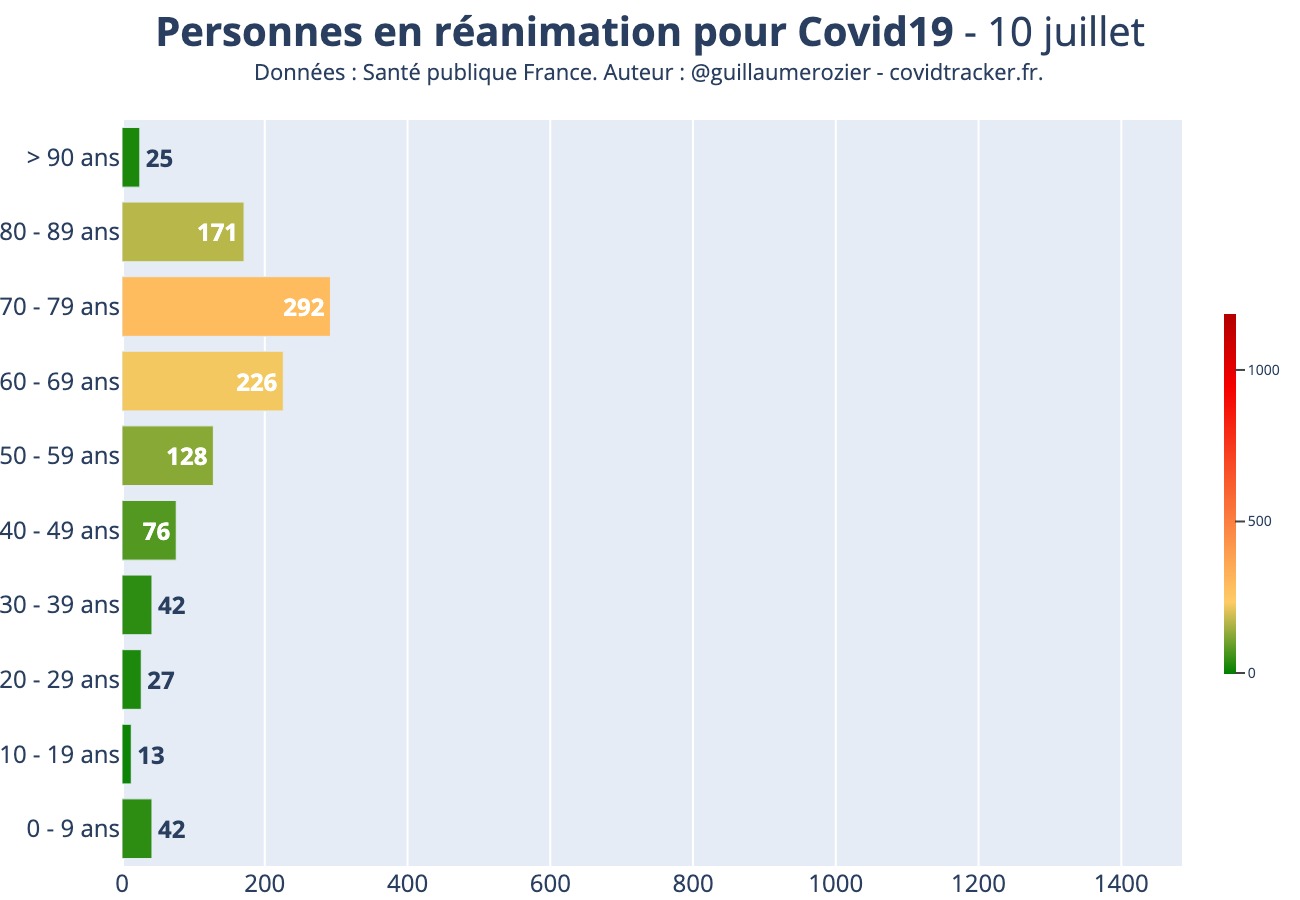 Personnes en réanimation pour Covid19 - 10 juillet
Données : Santé publique France. Auteur : @guillaumerozier - covidtracker.fr.
> 90 ans 25
80 - 89 ans 171
70 - 79 ans 292
60 - 69 ans 226
50 - 59 ans 128
40 - 49 ans 76
30 - 39 ans 42
20 - 29 ans 27
10 - 19 ans 13
0 - 9 ans 42
0 200 400 600 800 1000 1200 1400
1000
500
0